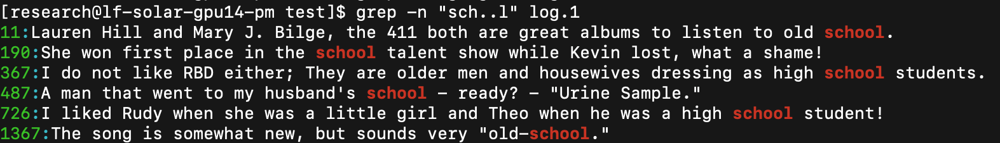 [research@lf-solar-gpu14-pm test]$ grep -n "sch..l" log.1
11:Lauren Hill and Mary J. Bilge, the 411 both are great albums to listen to old school.
190:She won first place in the school talent show while Kevin lost, what a shame!
367:I do not like RBD either; They are older men and housewives dressing as high school students.
487:A man that went to my husband's school - ready? - "Urine Sample."
726:I liked Rudy when she was a little girl and Theo when he was a high school student!
1367:The song is somewhat new, but sounds very "old-school."